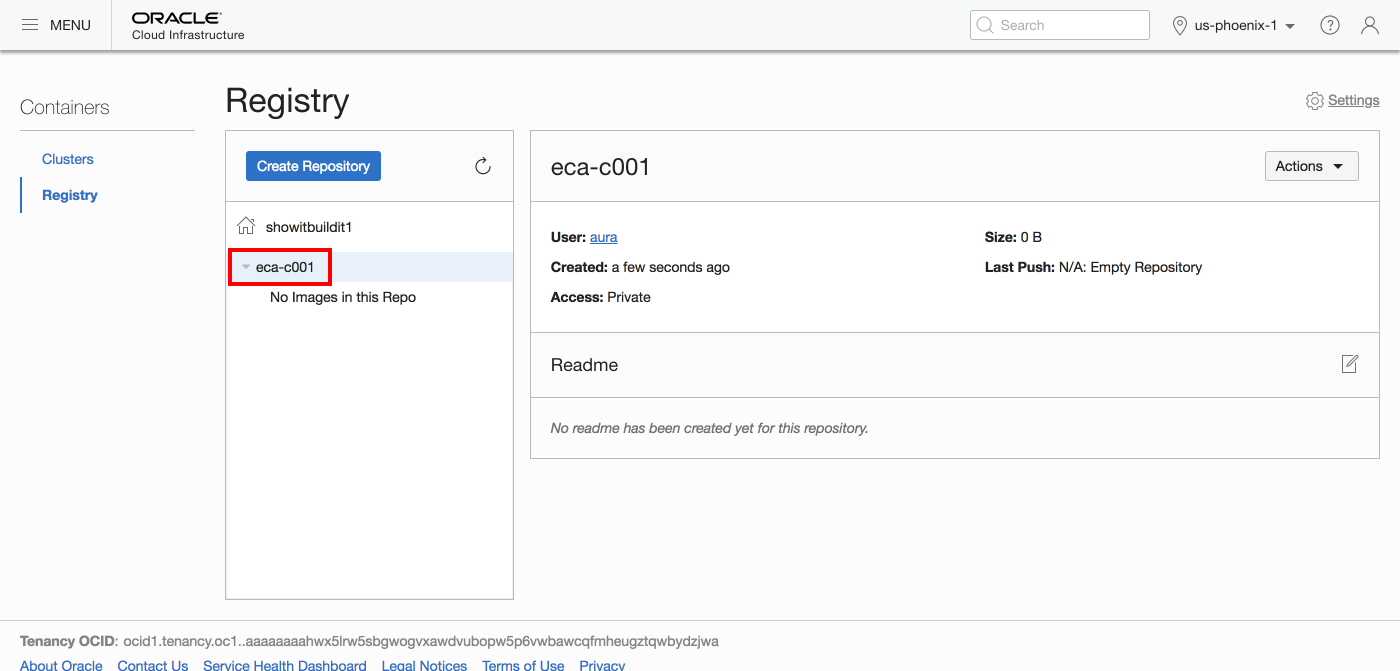 MENU
ORACLE
Cloud Infrastructure
Search
us-phoenix-1
?
Containers
Clusters
Registry
Registry
Settings
Create Repository
showitbuildit1
eca-c001
No Images in this Repo
eca-c001
Actions
User: aura
Created: a few seconds ago
Access: Private
Size: 0 B
Last Push: N/A: Empty Repository
Readme
No readme has been created yet for this repository.
Tenancy OCID: ocid1.tenancy.oc1..aaaaaaaahwx5lrw5sbgwogvxawdvubopw5p6vwbawcqfmheugztqwbydzjwa
About Oracle Contact Us Service Health Dashboard Legal Notices Terms of Use Privacy